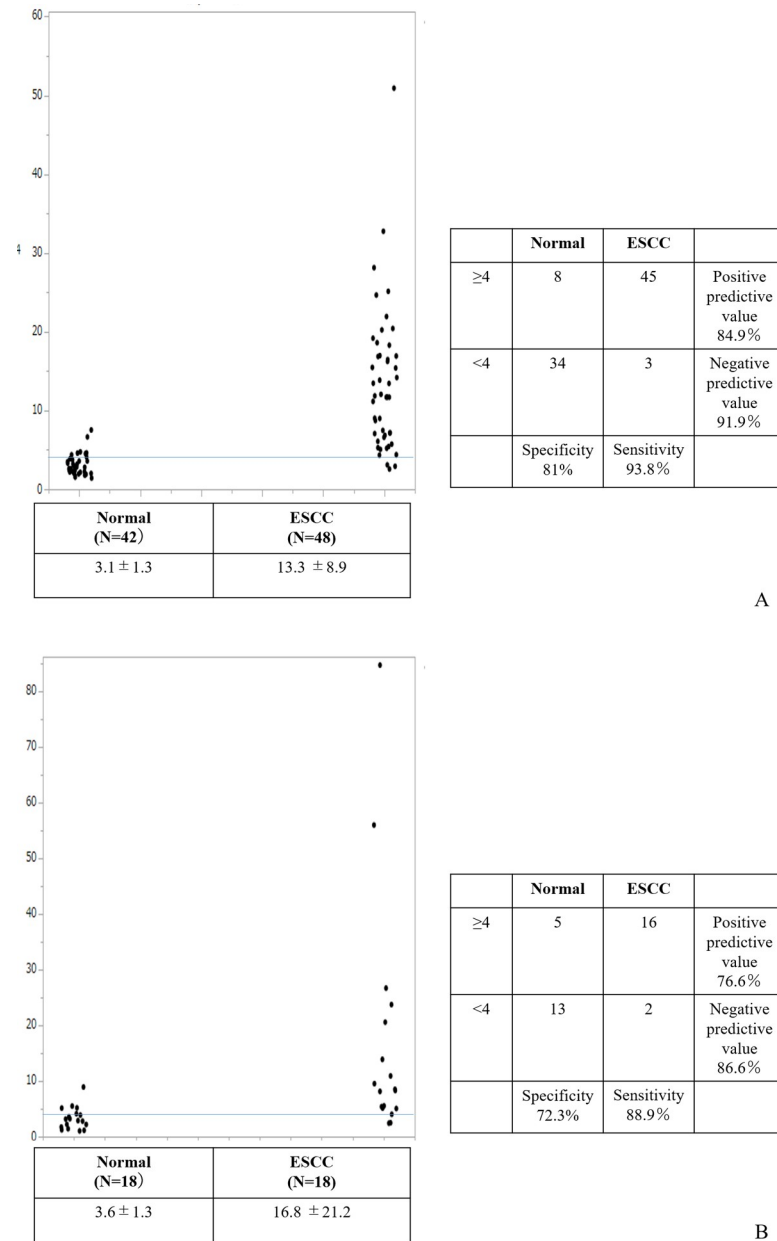 60
50
40
30
20
10
0
4
Normal ESCC
(N=42) (N=48)
3.1 ± 1.3 13.3 ± 8.9
Normal ESCC
≥4 8 45 Positive
predictive
value
84.9%
<4 34 3 Negative
predictive
value
91.9%
Specificity Sensitivity
81% 93.8%
A
80
70
60
50
40
30
20
10
0
Normal ESCC
(N=18) (N=18)
3.6 ± 1.3 16.8 ± 21.2
Normal ESCC
≥4 5 16 Positive
predictive
value
76.6%
<4 13 2 Negative
predictive
value
86.6%
Specificity Sensitivity
72.3% 88.9%
B